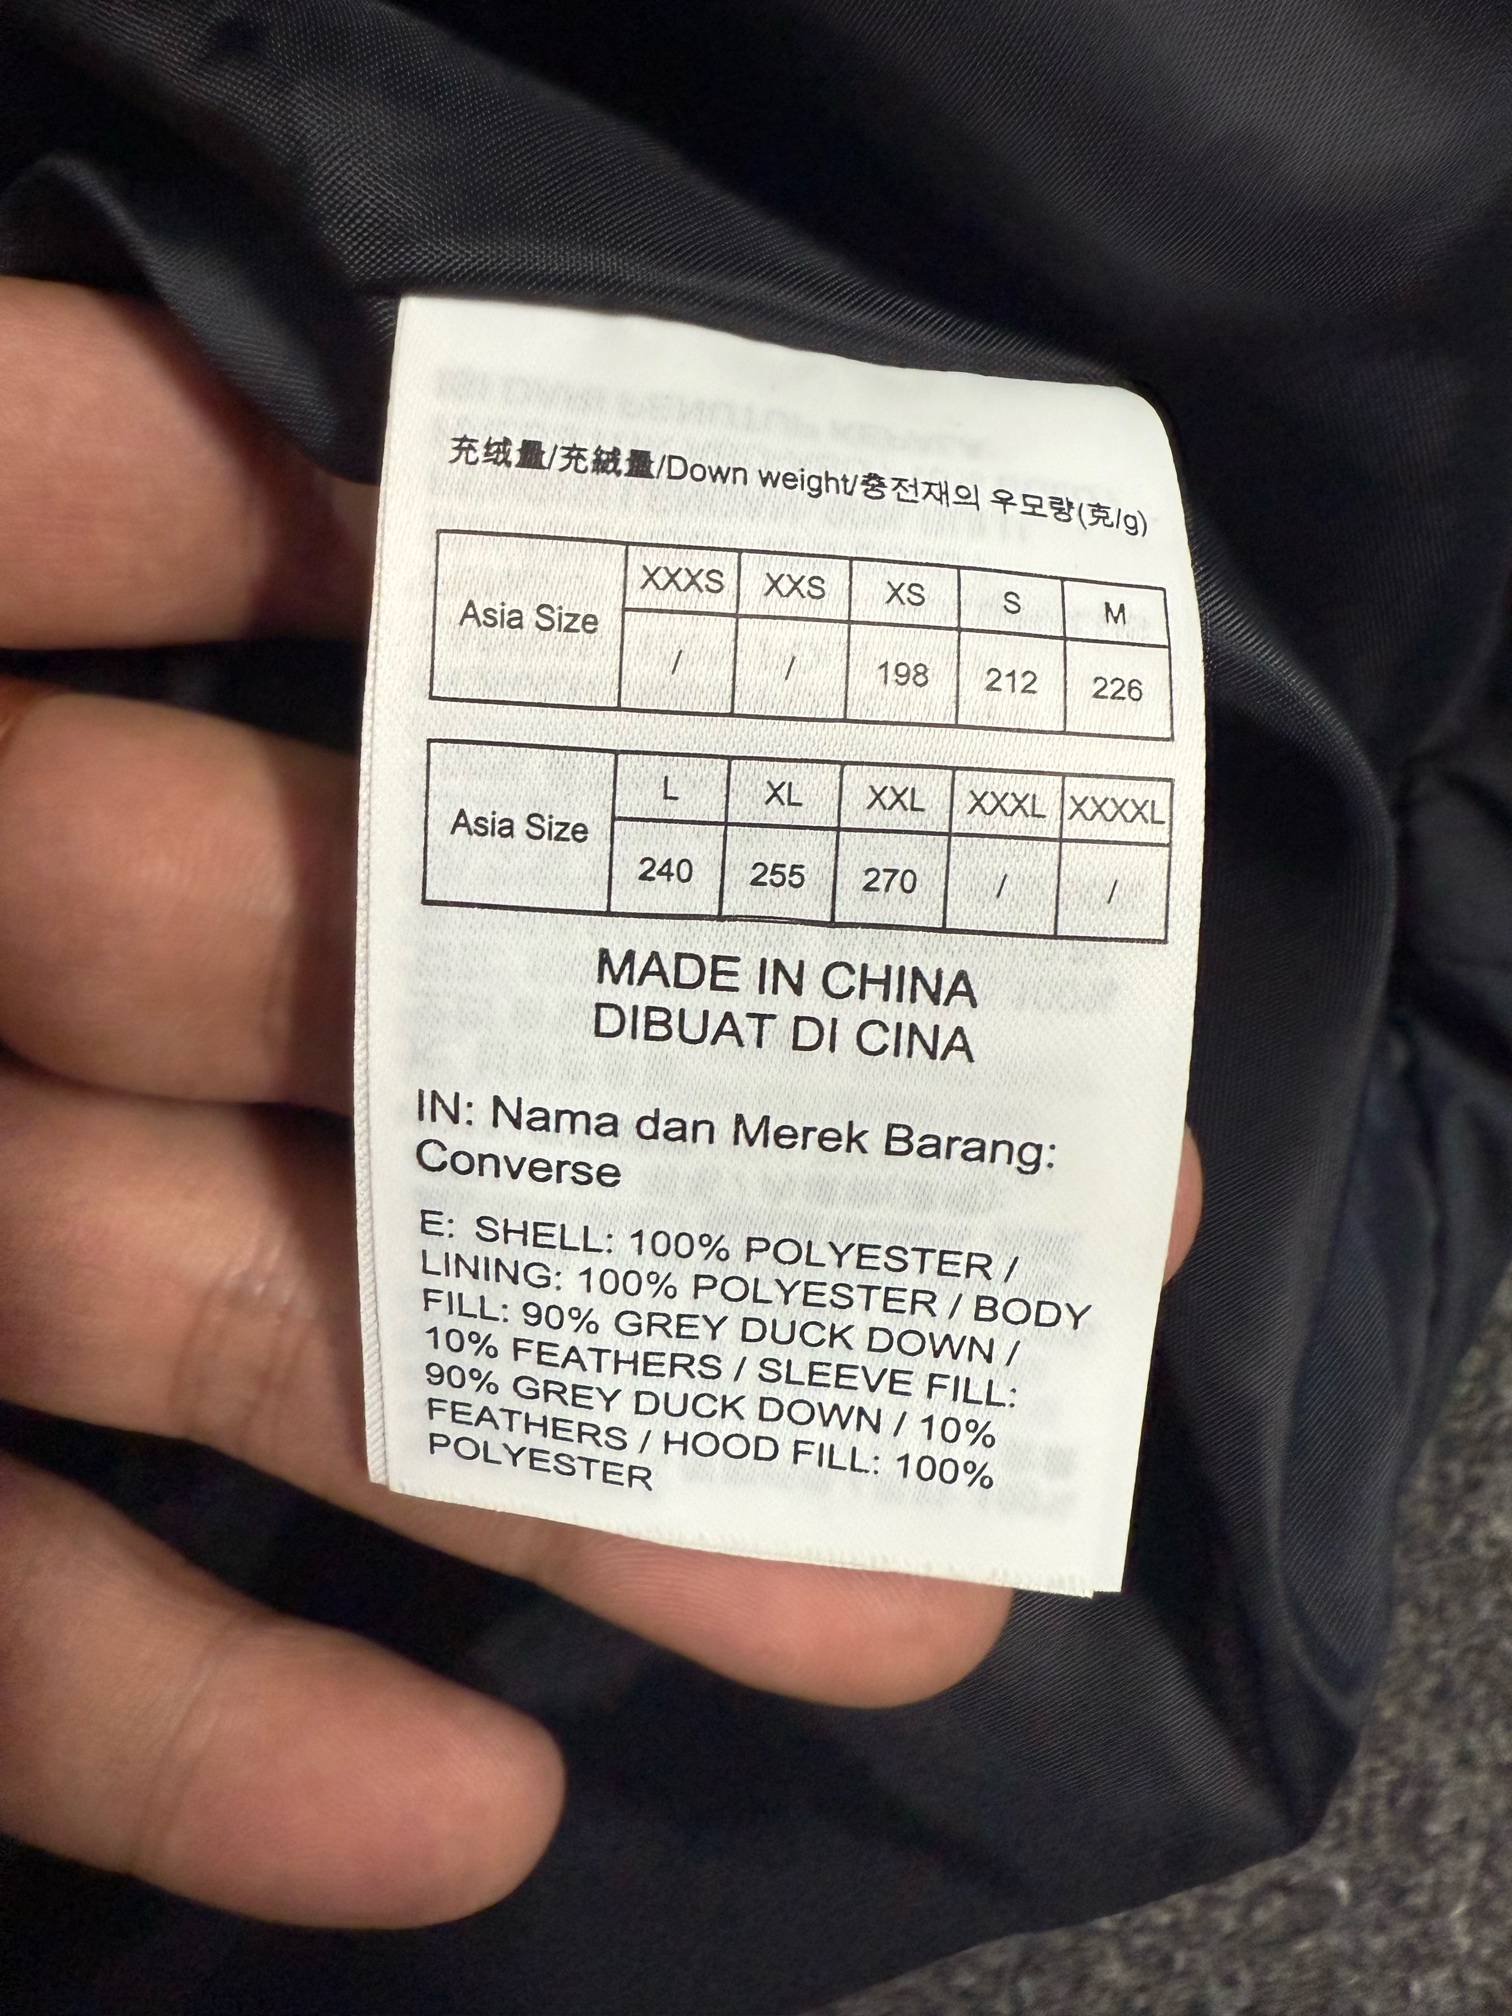 充绒量/充絨量/Down weight/충전재의 우모량(克/g)
Asia Size XXXS XXS XS S M
/ / 198 212 226
Asia Size L XL XXL XXXL XXXXL
240 255 270 / /
MADE IN CHINA
DIBUAT DI CINA
IN: Nama dan Merek Barang:
Converse
E: SHELL: 100% POLYESTER /
LINING: 100% POLYESTER / BODY
FILL: 90% GREY DUCK DOWN /
10% FEATHERS / SLEEVE FILL:
90% GREY DUCK DOWN / 10%
FEATHERS / HOOD FILL: 100%
POLYESTER